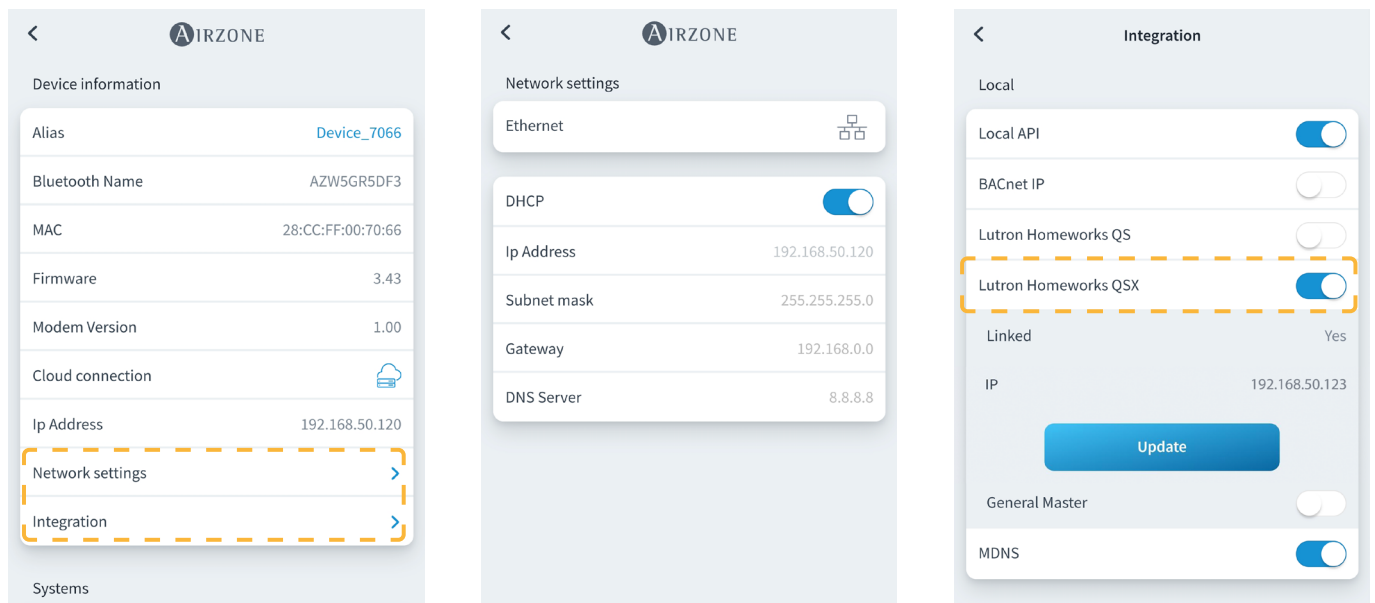 AIRZONE
Device information
Alias Device_7066
Bluetooth Name AZW5GR5DF3
MAC 28:CC:FF:00:70:66
Firmware 3.43
Modem Version 1.00
Cloud connection
Ip Address 192.168.50.120
Network settings
Integration
Systems
AIRZONE
Network settings
Ethernet
DHCP
Ip Address 192.168.50.120
Subnet mask 255.255.255.0
Gateway 192.168.0.0
DNS Server 8.8.8.8
Integration
Local
Local API
BACnet IP
Lutron Homeworks QS
Lutron Homeworks QSX
Linked Yes
IP 192.168.50.123
Update
General Master
MDNS